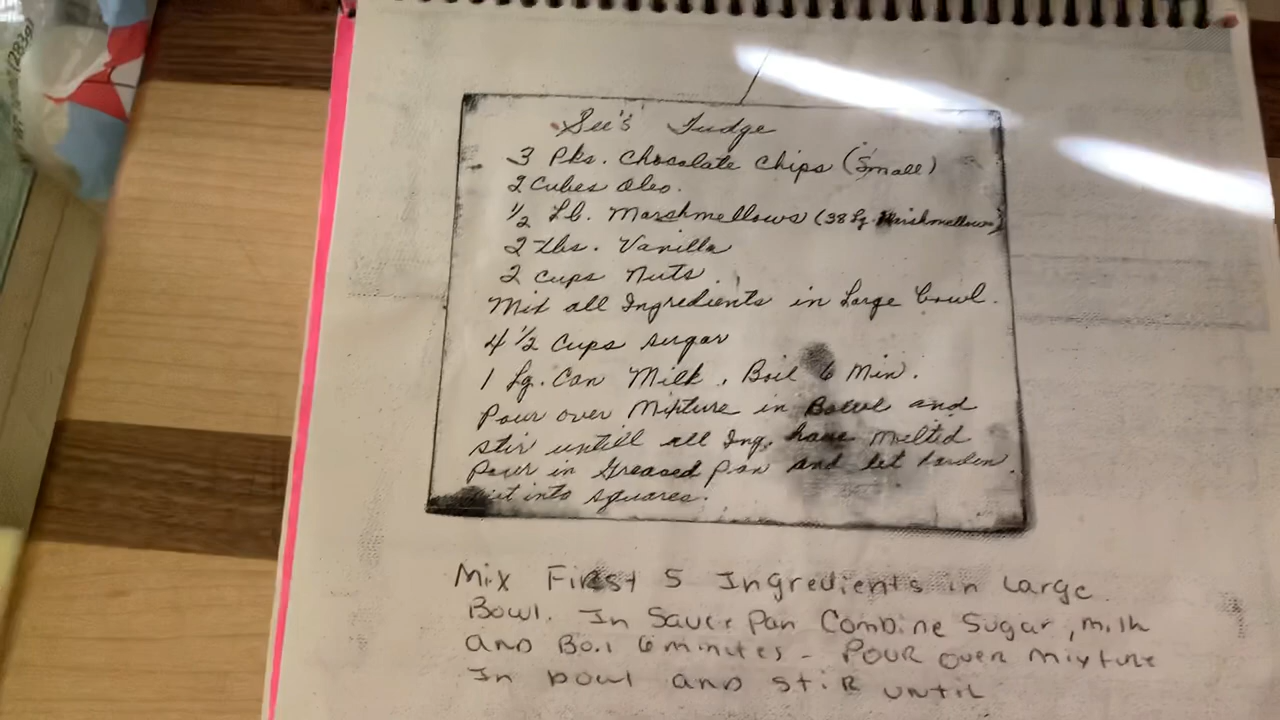 (283g)
See's Fudge
3 Pks. Chocolate Chips (Small)
2 Cubes Oleo.
1/2 Lb. Marshmellows (38 Lg. Marshmellows)
2 Tbs. Vanilla
2 Cups Nuts.
Mix all Ingredients in Large bowl.
4 1/2 Cups sugar
1 Lg. Can Milk. Boil 6 Min.
Pour over Mixture in Bowl and
stir untill all Ing. have melted
Pour in Greased pan and let harden.
Cut into squares.
Mix First 5 Ingredients in Large
Bowl. In Sauce Pan Combine Sugar, milk
AND Boil 6 minutes - POUR over mixture
In bowl AND stiR until